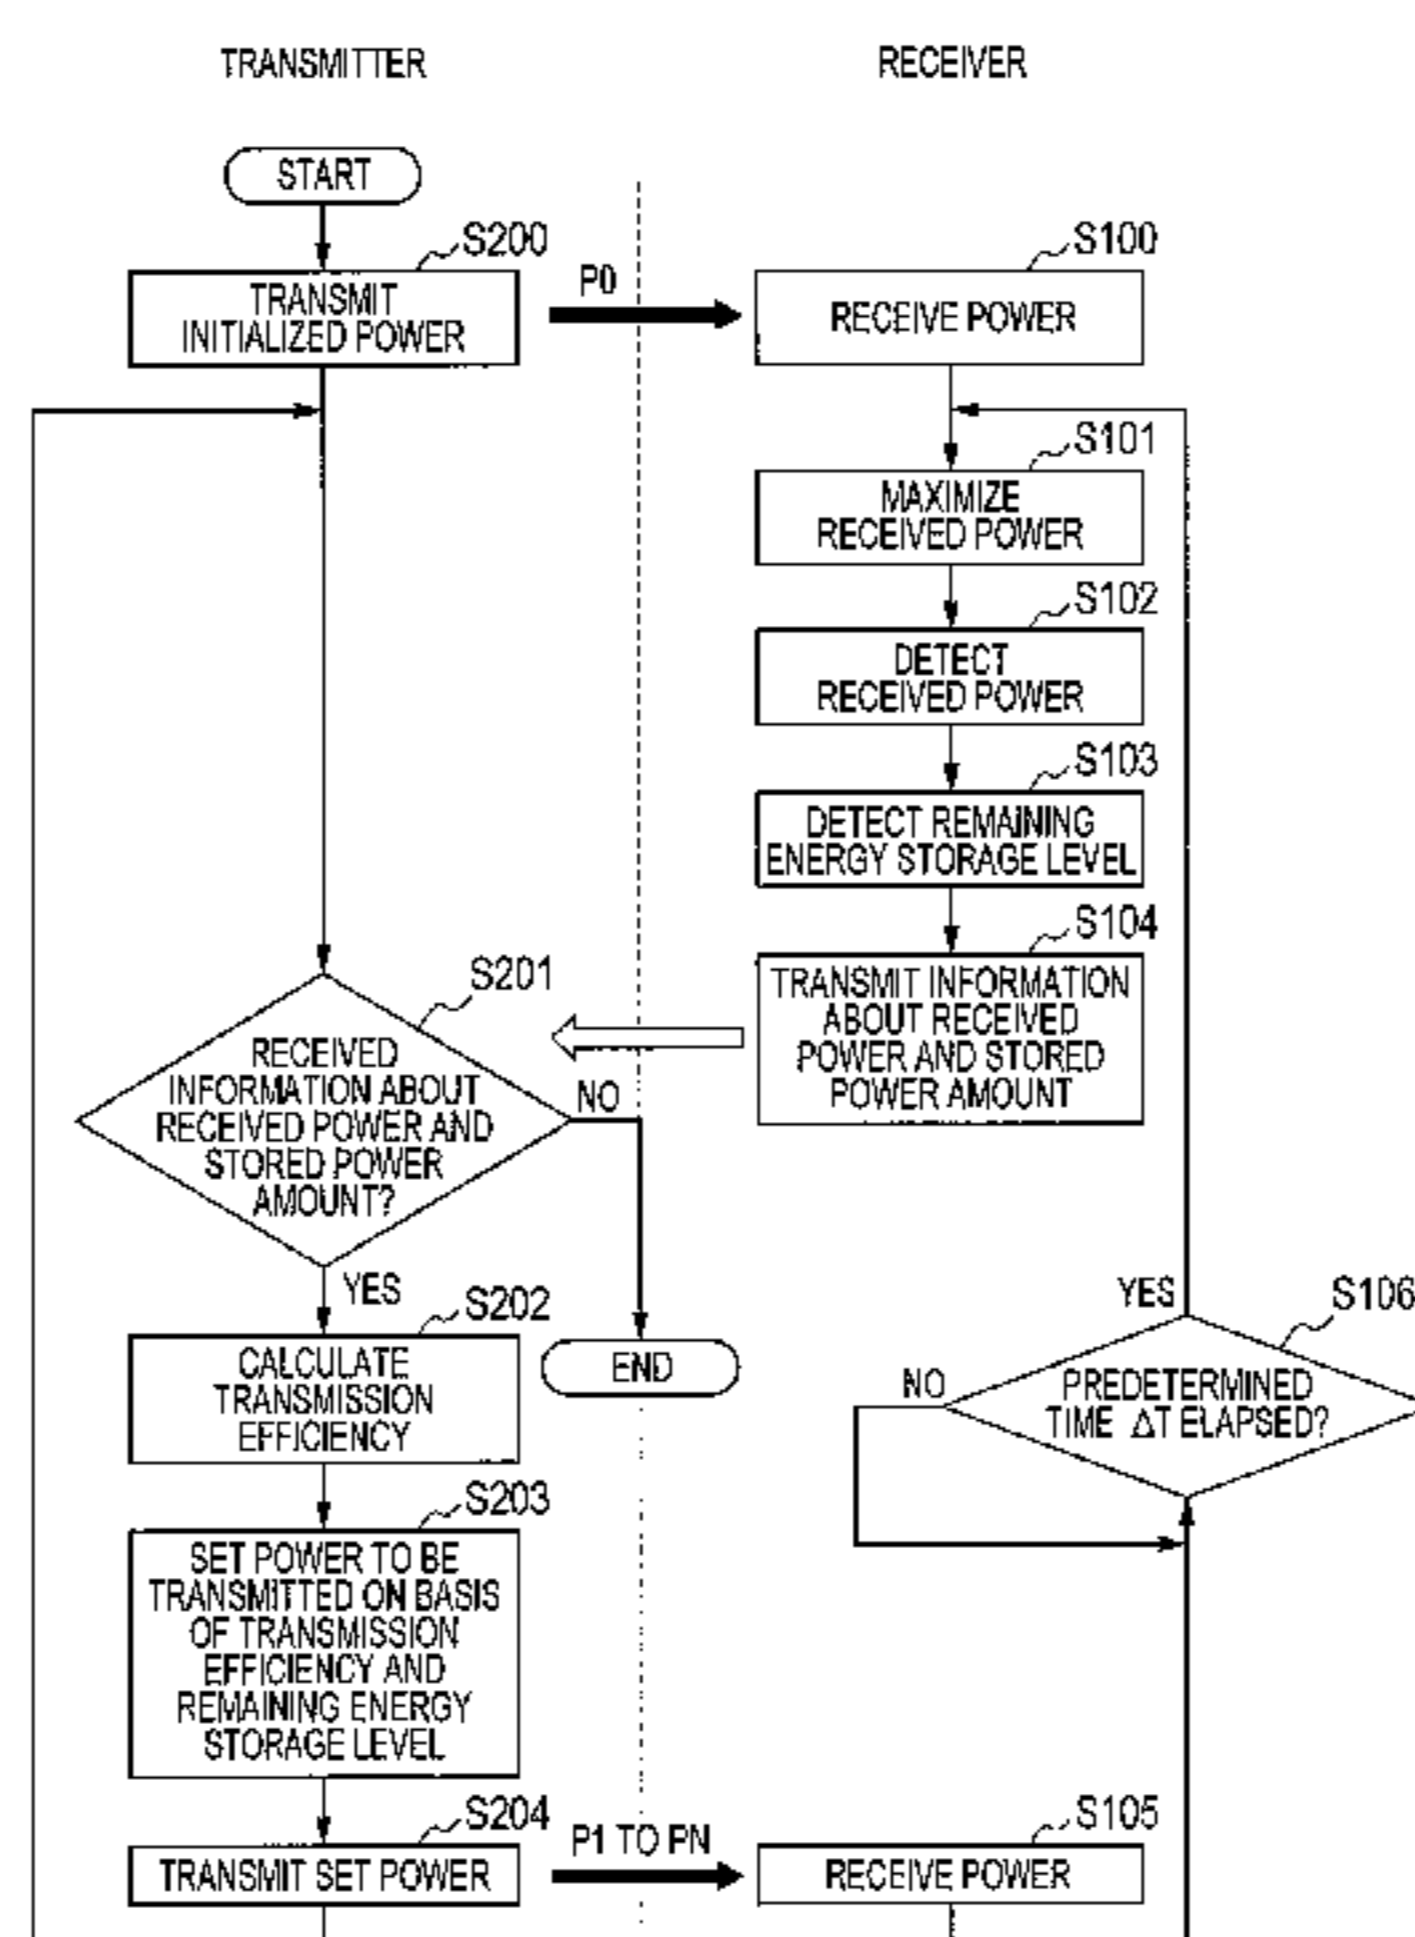 TRANSMITTER
RECEIVER
START
S200
TRANSMIT
INITIALIZED POWER
P0
S100
RECEIVE POWER
S101
MAXIMIZE
RECEIVED POWER
S102
DETECT
RECEIVED POWER
S103
DETECT REMAINING
ENERGY STORAGE LEVEL
S104
TRANSMIT INFORMATION
ABOUT RECEIVED
POWER AND STORED
POWER AMOUNT
S201
RECEIVED
INFORMATION ABOUT
RECEIVED POWER AND
STORED POWER
AMOUNT?
NO
YES
END
S202
CALCULATE
TRANSMISSION
EFFICIENCY
YES
S106
NO
PREDETERMINED
TIME ΔT ELAPSED?
S203
SET POWER TO BE
TRANSMITTED ON BASIS
OF TRANSMISSION
EFFICIENCY AND
REMAINING ENERGY
STORAGE LEVEL
S204
TRANSMIT SET POWER
P1 TO PN
S105
RECEIVE POWER